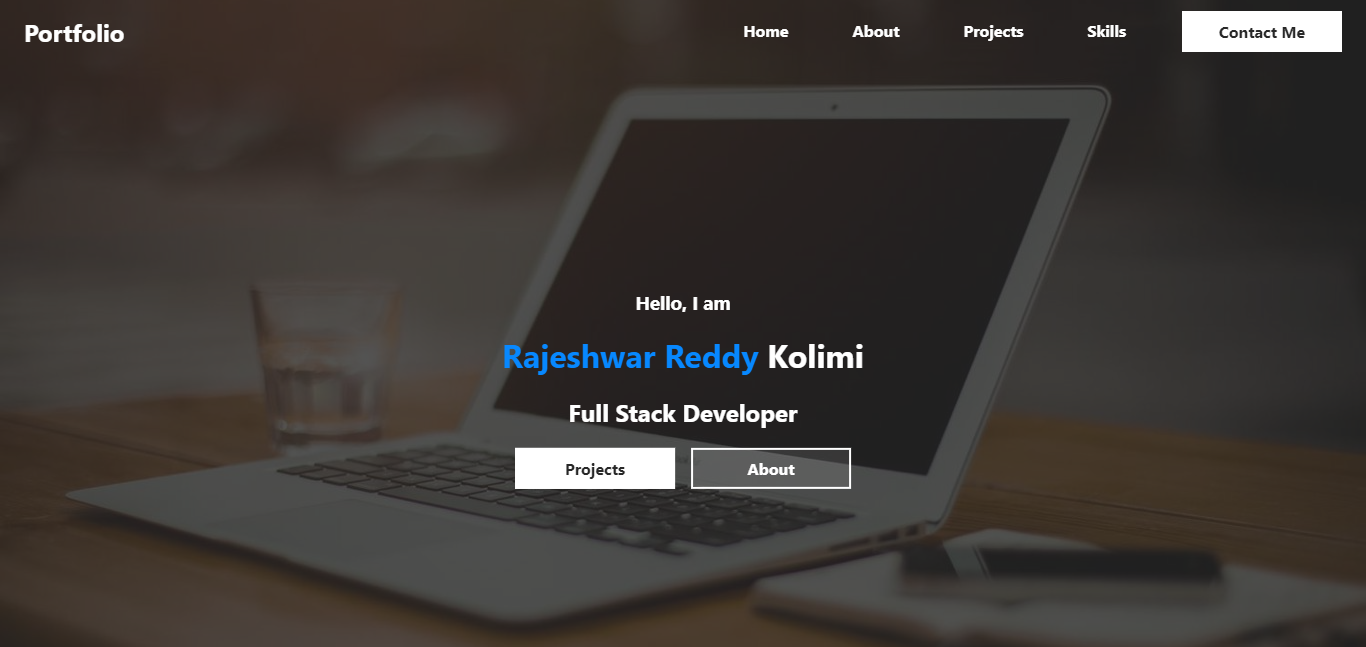 Portfolio
Home About Projects Skills Contact Me
Hello, I am
Rajeshwar Reddy Kolimi
Full Stack Developer
Projects About